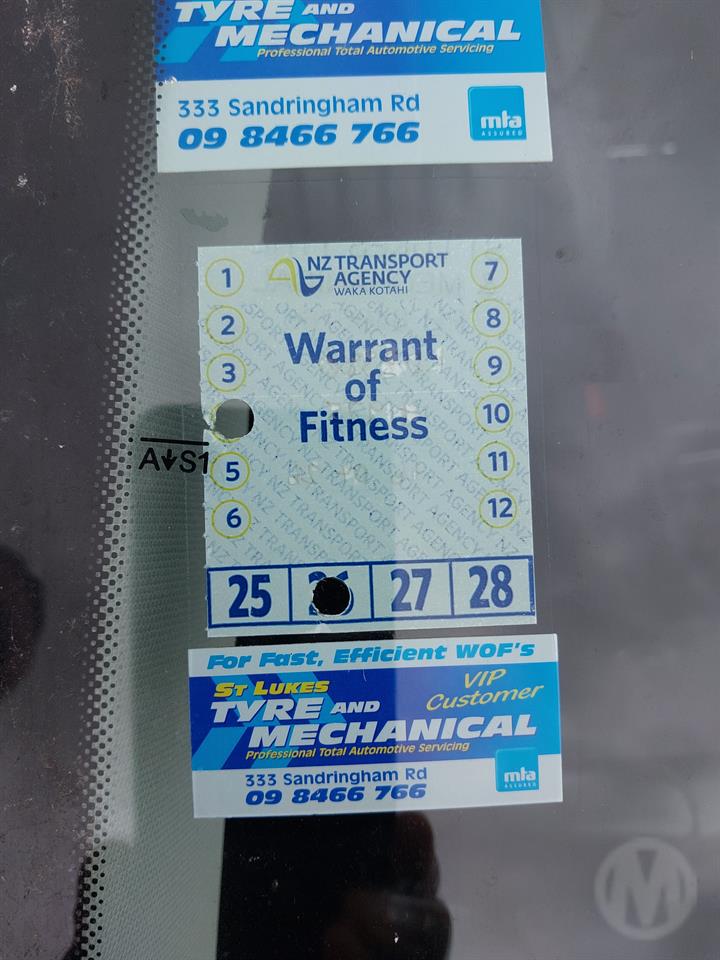 TYRE AND
MECHANICAL
Professional Total Automotive Servicing
333 Sandringham Rd
09 8466 766
mta
ASSURED
NZ TRANSPORT
AGENCY
WAKA KOTAHI
Warrant
of
Fitness
1
2
3
5
6
7
8
9
10
11
12
A↓S1
25 26 27 28
For Fast, Efficient WOF's
ST LUKES
VIP
Customer
TYRE AND
MECHANICAL
Professional Total Automotive Servicing
333 Sandringham Rd
09 8466 766
mta
ASSURED
M